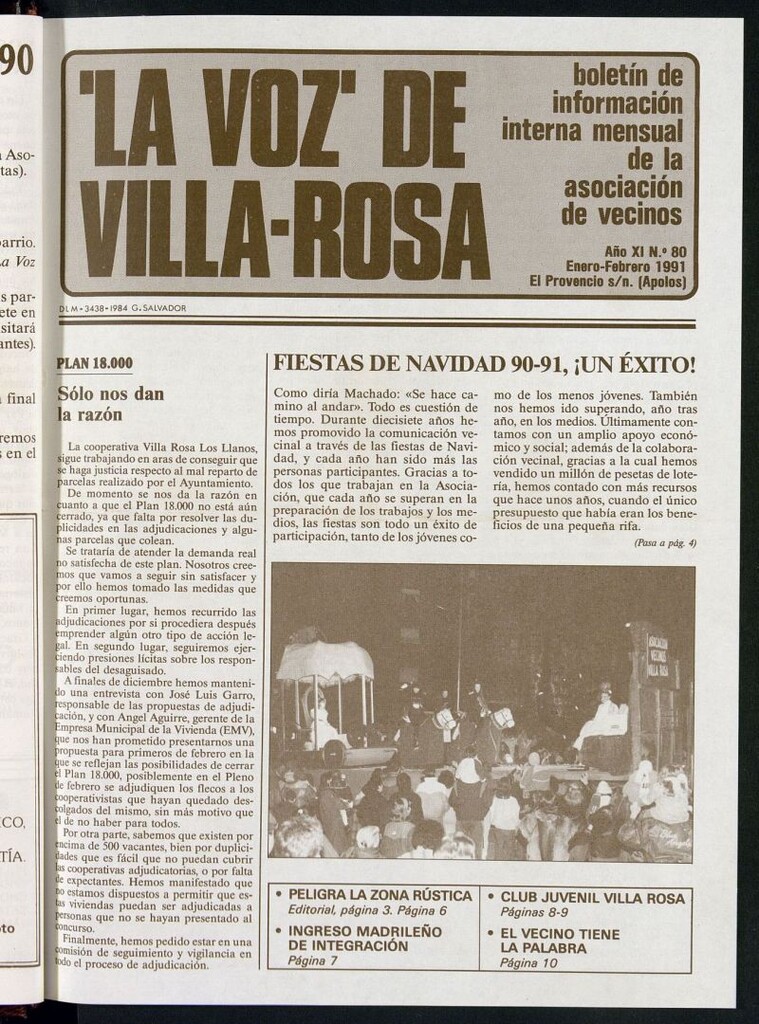 90
Aso-
tas).
barrio.
a Voz
s par-
ete en
sitará
antes).
final
remos
s en el
CO,
TÍA.
oto
'LA VOZ' DE
VILLA-ROSA
boletín de
información
interna mensual
de la
asociación
de vecinos
Año XI N.º 80
Enero-Febrero 1991
El Provencio s/n. (Apolos)
DL M-3438-1984 G. SALVADOR
PLAN 18.000
Sólo nos dan
la razón
La cooperativa Villa Rosa Los Llanos,
sigue trabajando en aras de conseguir que
se haga justicia respecto al mal reparto de
parcelas realizado por el Ayuntamiento.
De momento se nos da la razón en
cuanto a que el Plan 18.000 no está aún
cerrado, ya que falta por resolver las du-
plicidades en las adjudicaciones y algu-
nas parcelas que colean.
Se trataría de atender la demanda real
no satisfecha de este plan. Nosotros cree-
mos que vamos a seguir sin satisfacer y
por ello hemos tomado las medidas que
creemos oportunas.
En primer lugar, hemos recurrido las
adjudicaciones por si procediera después
emprender algún otro tipo de acción le-
gal. En segundo lugar, seguiremos ejer-
ciendo presiones lícitas sobre los respon-
sables del desaguisado.
A finales de diciembre hemos manteni-
do una entrevista con José Luis Garro,
responsable de las propuestas de adjudi-
cación, y con Angel Aguirre, gerente de la
Empresa Municipal de la Vivienda (EMV),
que nos han prometido presentarnos una
propuesta para primeros de febrero en la
que se reflejan las posibilidades de cerrar
el Plan 18.000, posiblemente en el Pleno
de febrero se adjudiquen los flecos a los
cooperativistas que hayan quedado des-
colgados del mismo, sin más motivo que
el de no haber para todos.
Por otra parte, sabemos que existen por
encima de 500 vacantes, bien por duplici-
dades que es fácil que no puedan cubrir
las cooperativas adjudicatorias, o por falta
de expectantes. Hemos manifestado que
no estamos dispuestos a permitir que es-
tas viviendas puedan ser adjudicadas a
personas que no se hayan presentado al
concurso.
Finalmente, hemos pedido estar en una
comisión de seguimiento y vigilancia en
todo el proceso de adjudicación.
FIESTAS DE NAVIDAD 90-91, ¡UN ÉXITO!
Como diría Machado: «Se hace ca-
mino al andar». Todo es cuestión de
tiempo. Durante diecisiete años he-
mos promovido la comunicación ve-
cinal a través de las fiestas de Navi-
dad, y cada año han sido más las
personas participantes. Gracias a to-
dos los que trabajan en la Asocia-
ción, que cada año se superan en la
preparación de los trabajos y los me-
dios, las fiestas son todo un éxito de
participación, tanto de los jóvenes co-
mo de los menos jóvenes. También
nos hemos ido superando, año tras
año, en los medios. Últimamente con-
tamos con un amplio apoyo econó-
mico y social; además de la colabora-
ción vecinal, gracias a la cual hemos
vendido un millón de pesetas de lote-
ría, hemos contado con más recursos
que hace unos años, cuando el único
presupuesto que había eran los bene-
ficios de una pequeña rifa.
(Pasa a pág. 4)
ASOCIACION
VECINOS
VILLA ROSA
• PELIGRA LA ZONA RÚSTICA
Editorial, página 3. Página 6
• INGRESO MADRILEÑO
DE INTEGRACIÓN
Página 7
• CLUB JUVENIL VILLA ROSA
Páginas 8-9
• EL VECINO TIENE
LA PALABRA
Página 10